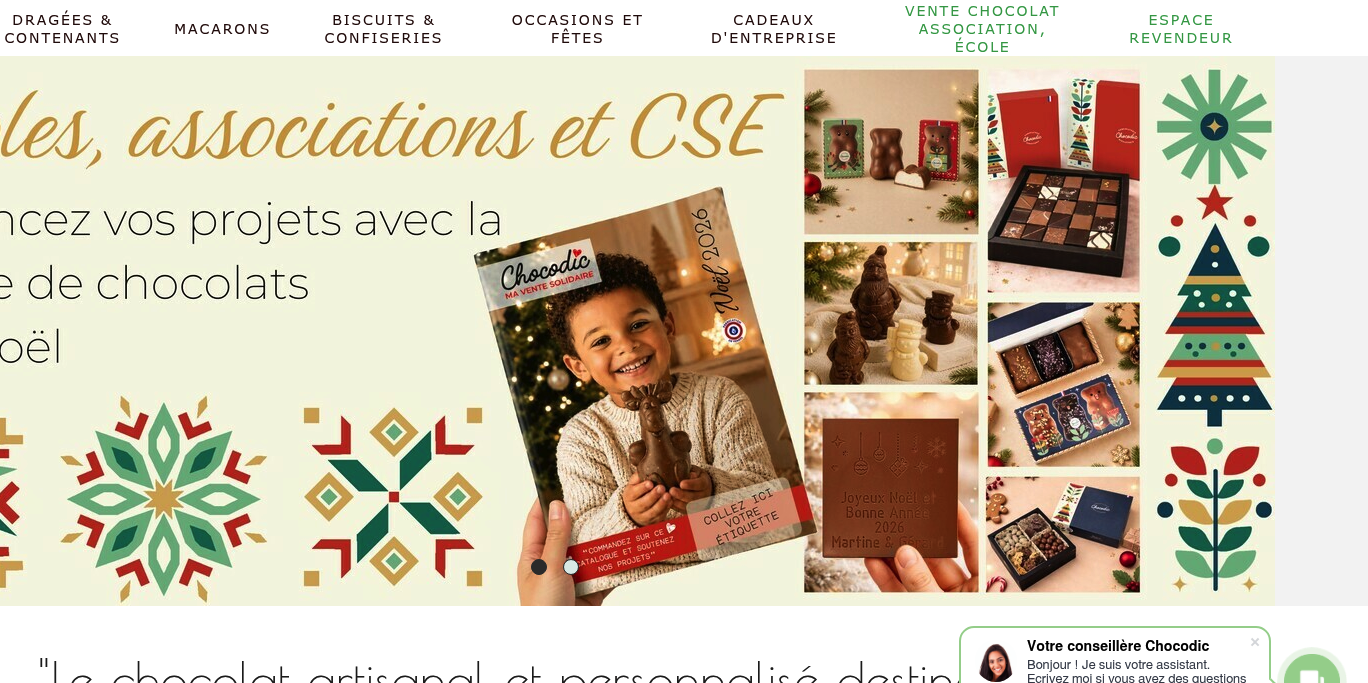 DRAGÉES &
CONTENANTS
MACARONS
BISCUITS &
CONFISERIES
OCCASIONS ET
FÊTES
CADEAUX
D'ENTREPRISE
VENTE CHOCOLAT
ASSOCIATION,
ÉCOLE
ESPACE
REVENDEUR
les, associations et CSE
ncez vos projets avec la
e de chocolats
oël
Chocodic
MA VENTE SOLIDAIRE
Noël 2026
"COMMANDEZ SUR CE
CATALOGUE ET SOUTENEZ
NOS PROJETS"
COLLEZ ICI
VOTRE
ÉTIQUETTE
Chocodic
Chocodic
Chocodic
Joyeux Noël et
Bonne Année
2026
Martine & Gérard
"Le chocolat artisanal et personnalisé destin
Votre conseillère Chocodic
×
Bonjour ! Je suis votre assistant.
Ecrivez moi si vous avez des questions